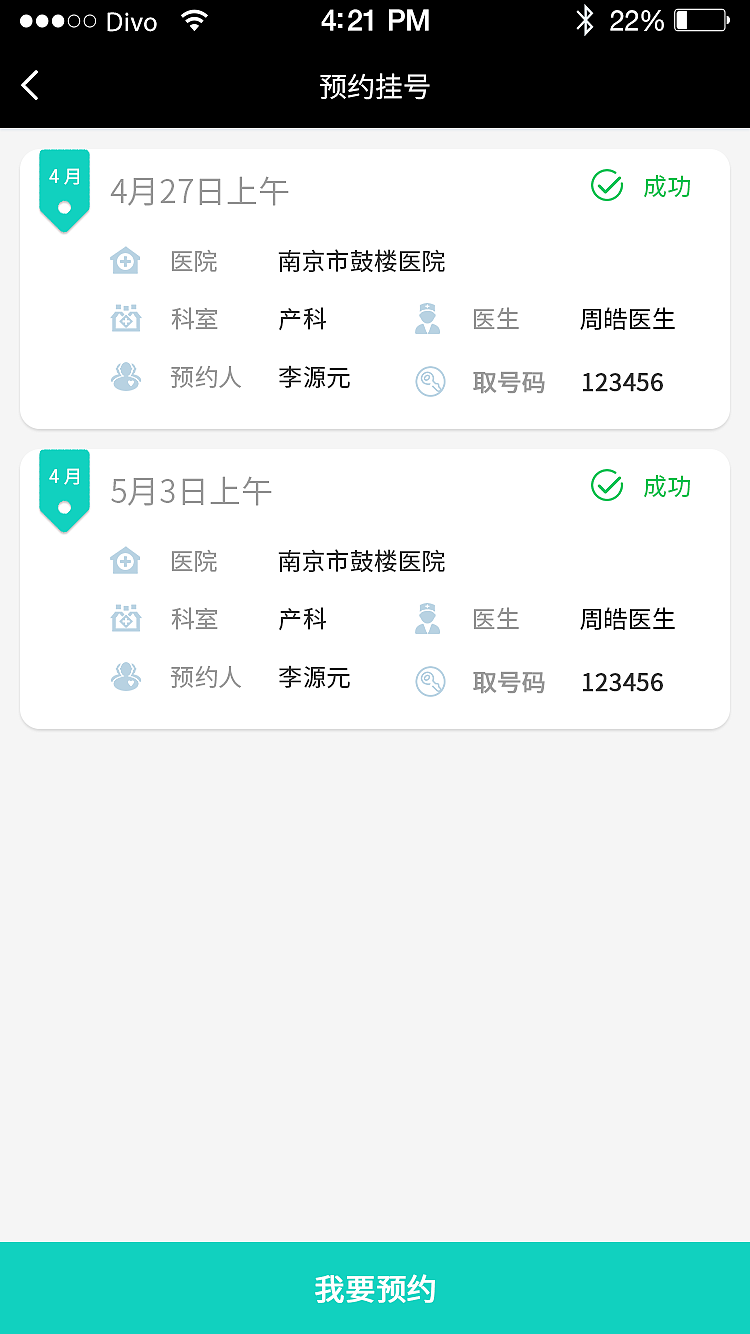 Divo 4:21 PM 22%
预约挂号
4月
4月27日上午 成功
医院 南京市鼓楼医院
科室 产科 医生 周皓医生
预约人 李源元 取号码 123456
4月
5月3日上午 成功
医院 南京市鼓楼医院
科室 产科 医生 周皓医生
预约人 李源元 取号码 123456
我要预约